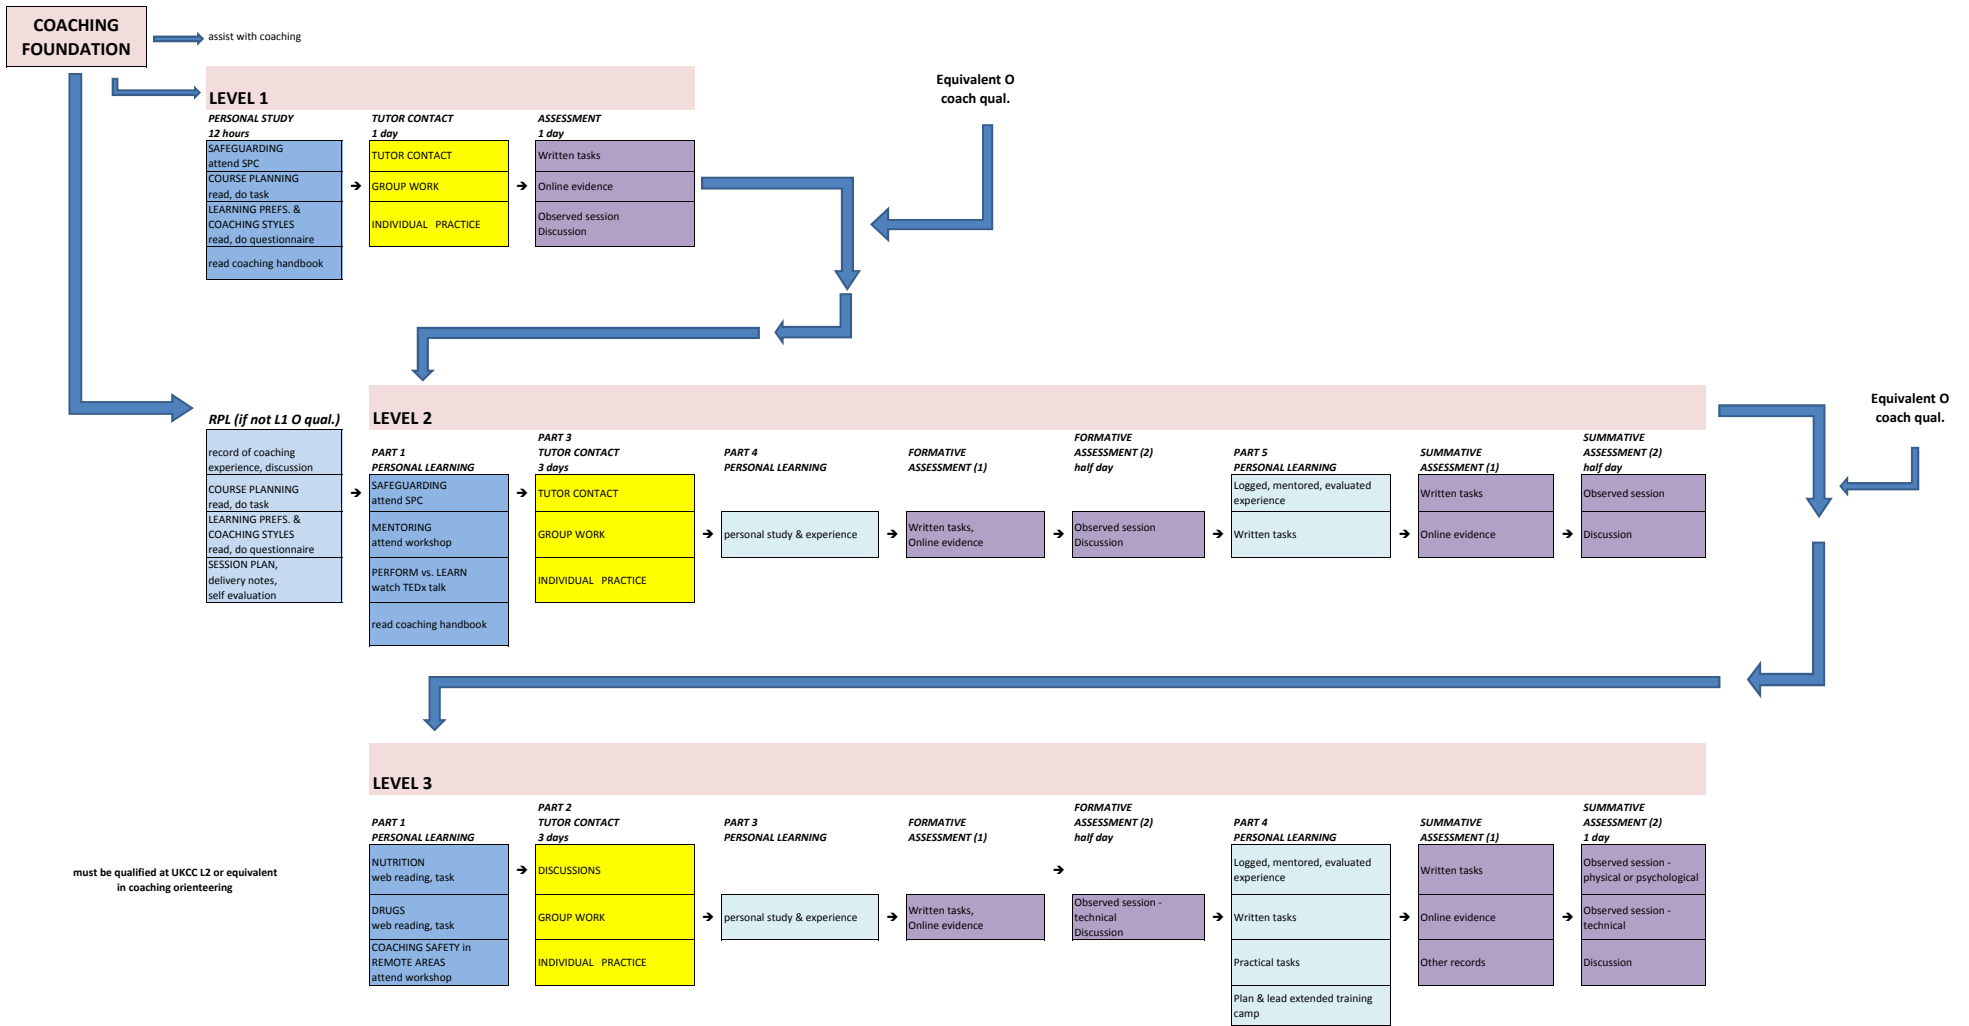 COACHING
FOUNDATION
assist with coaching
LEVEL 1
Equivalent O
coach qual.
PERSONAL STUDY
12 hours
TUTOR CONTACT
1 day
ASSESSMENT
1 day
SAFEGUARDING
attend SPC
COURSE PLANNING
read, do task
LEARNING PREFS. &
COACHING STYLES
read, do questionnaire
read coaching handbook
TUTOR CONTACT
GROUP WORK
INDIVIDUAL PRACTICE
Written tasks
Online evidence
Observed session
Discussion
RPL (if not L1 O qual.)
record of coaching
experience, discussion
COURSE PLANNING
read, do task
LEARNING PREFS. &
COACHING STYLES
read, do questionnaire
SESSION PLAN,
delivery notes,
self evaluation
LEVEL 2
Equivalent O
coach qual.
PART 1
PERSONAL LEARNING
SAFEGUARDING
attend SPC
MENTORING
attend workshop
PERFORM vs. LEARN
watch TEDx talk
read coaching handbook
PART 3
TUTOR CONTACT
3 days
TUTOR CONTACT
GROUP WORK
INDIVIDUAL PRACTICE
PART 4
PERSONAL LEARNING
personal study & experience
FORMATIVE
ASSESSMENT (1)
Written tasks,
Online evidence
FORMATIVE
ASSESSMENT (2)
half day
Observed session
Discussion
PART 5
PERSONAL LEARNING
Logged, mentored, evaluated
experience
Written tasks
SUMMATIVE
ASSESSMENT (1)
Written tasks
Online evidence
SUMMATIVE
ASSESSMENT (2)
half day
Observed session
Discussion
LEVEL 3
must be qualified at UKCC L2 or equivalent
in coaching orienteering
PART 1
PERSONAL LEARNING
NUTRITION
web reading, task
DRUGS
web reading, task
COACHING SAFETY in
REMOTE AREAS
attend workshop
PART 2
TUTOR CONTACT
3 days
DISCUSSIONS
GROUP WORK
INDIVIDUAL PRACTICE
PART 3
PERSONAL LEARNING
personal study & experience
FORMATIVE
ASSESSMENT (1)
Written tasks,
Online evidence
FORMATIVE
ASSESSMENT (2)
half day
Observed session -
technical
Discussion
PART 4
PERSONAL LEARNING
Logged, mentored, evaluated
experience
Written tasks
Practical tasks
Plan & lead extended training
camp
SUMMATIVE
ASSESSMENT (1)
Written tasks
Online evidence
Other records
SUMMATIVE
ASSESSMENT (2)
1 day
Observed session -
physical or psychological
Observed session -
technical
Discussion